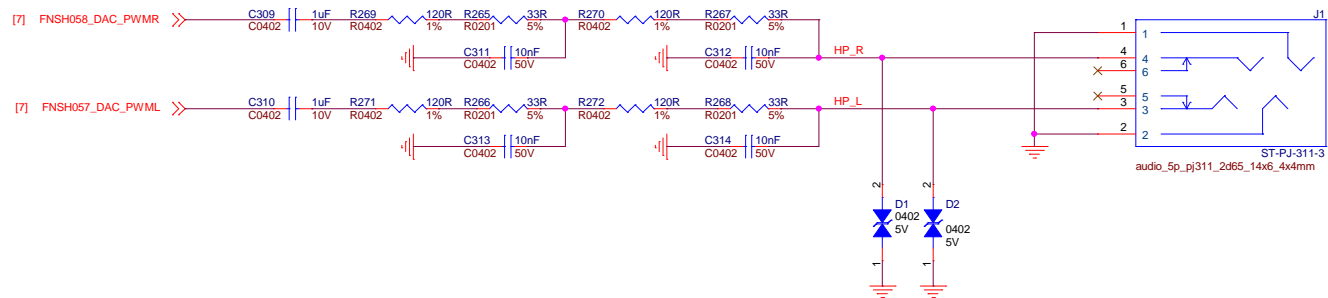 J1
[7] FNSH058_DAC_PWMR C309 1uF R269 120R R265 33R R270 120R R267 33R
C0402 10V R0402 1% R0201 5% R0402 1% R0201 5%
1 1
C311 10nF C312 10nF HP_R 4 4
C0402 50V C0402 50V 6 6
5 5
[7] FNSH057_DAC_PWML C310 1uF R271 120R R266 33R R272 120R R268 33R HP_L 3 3
C0402 10V R0402 1% R0201 5% R0402 1% R0201 5%
2 2
C313 10nF C314 10nF
C0402 50V C0402 50V
ST-PJ-311-3
audio_5p_pj311_2d65_14x6_4x4mm
2 2
D1 D2
0402 0402
5V 5V
1 1